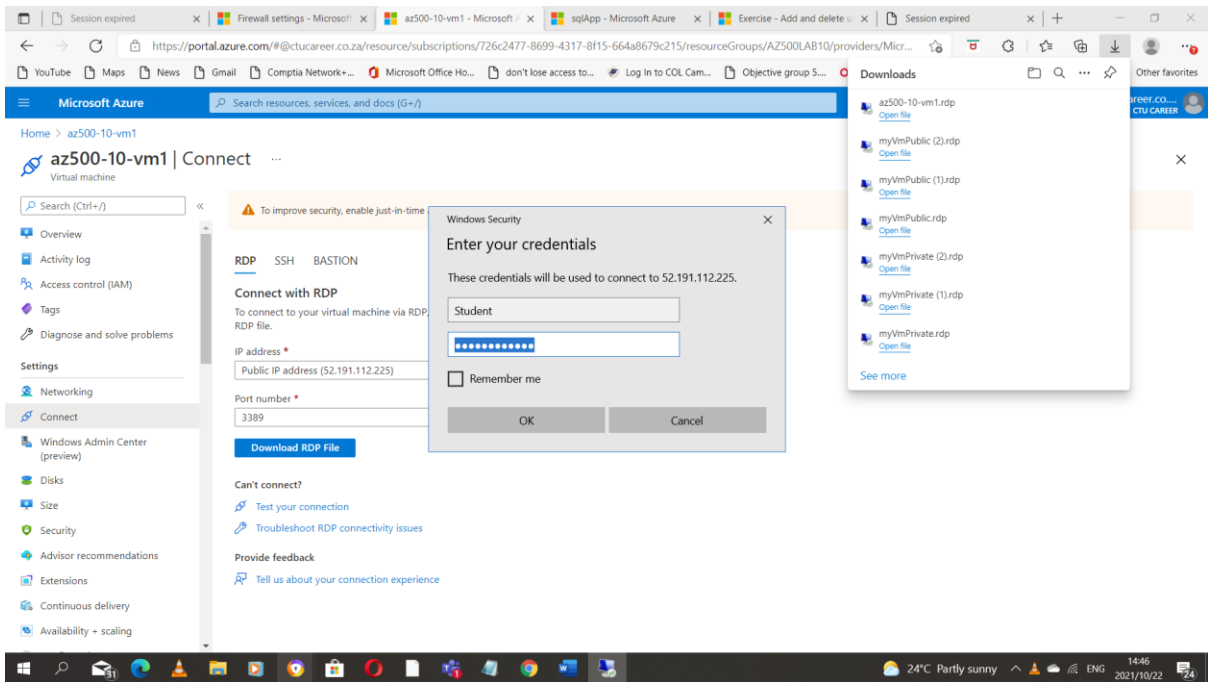 Session expired
Firewall settings - Microsoft
az500-10-vm1 - Microsoft A
sqlApp - Microsoft Azure
Exercise - Add and delete u
Session expired
https://portal.azure.com/#@ctucareer.co.za/resource/subscriptions/726c2477-8699-4317-8f15-664a8679c215/resourceGroups/AZ500LAB10/providers/Micr...
YouTube
Maps
News
Gmail
Comptia Network+...
Microsoft Office Ho...
don't lose access to...
Log In to COL Cam...
Objective group 5....
Other favorites
Microsoft Azure
Search resources, services, and docs (G+/)
areer.co....
CTU CAREER
Home > az500-10-vm1
az500-10-vm1 | Connect ...
Virtual machine
Search (Ctrl+/)
«
Overview
Activity log
Access control (IAM)
Tags
Diagnose and solve problems
Settings
Networking
Connect
Windows Admin Center
(preview)
Disks
Size
Security
Advisor recommendations
Extensions
Continuous delivery
Availability + scaling
To improve security, enable just-in-time
RDP SSH BASTION
Connect with RDP
To connect to your virtual machine via RDP,
RDP file.
IP address *
Public IP address (52.191.112.225)
Port number *
3389
Download RDP File
Can't connect?
Test your connection
Troubleshoot RDP connectivity issues
Provide feedback
Tell us about your connection experience
Windows Security
Enter your credentials
These credentials will be used to connect to 52.191.112.225.
Student
●●●●●●●●●●●●
Remember me
OK
Cancel
Downloads
az500-10-vm1.rdp
Open file
myVmPublic (2).rdp
Open file
myVmPublic (1).rdp
Open file
myVmPublic.rdp
Open file
myVmPrivate (2).rdp
Open file
myVmPrivate (1).rdp
Open file
myVmPrivate.rdp
Open file
See more
31
24°C Partly sunny
ENG
14:46
2021/10/22
24